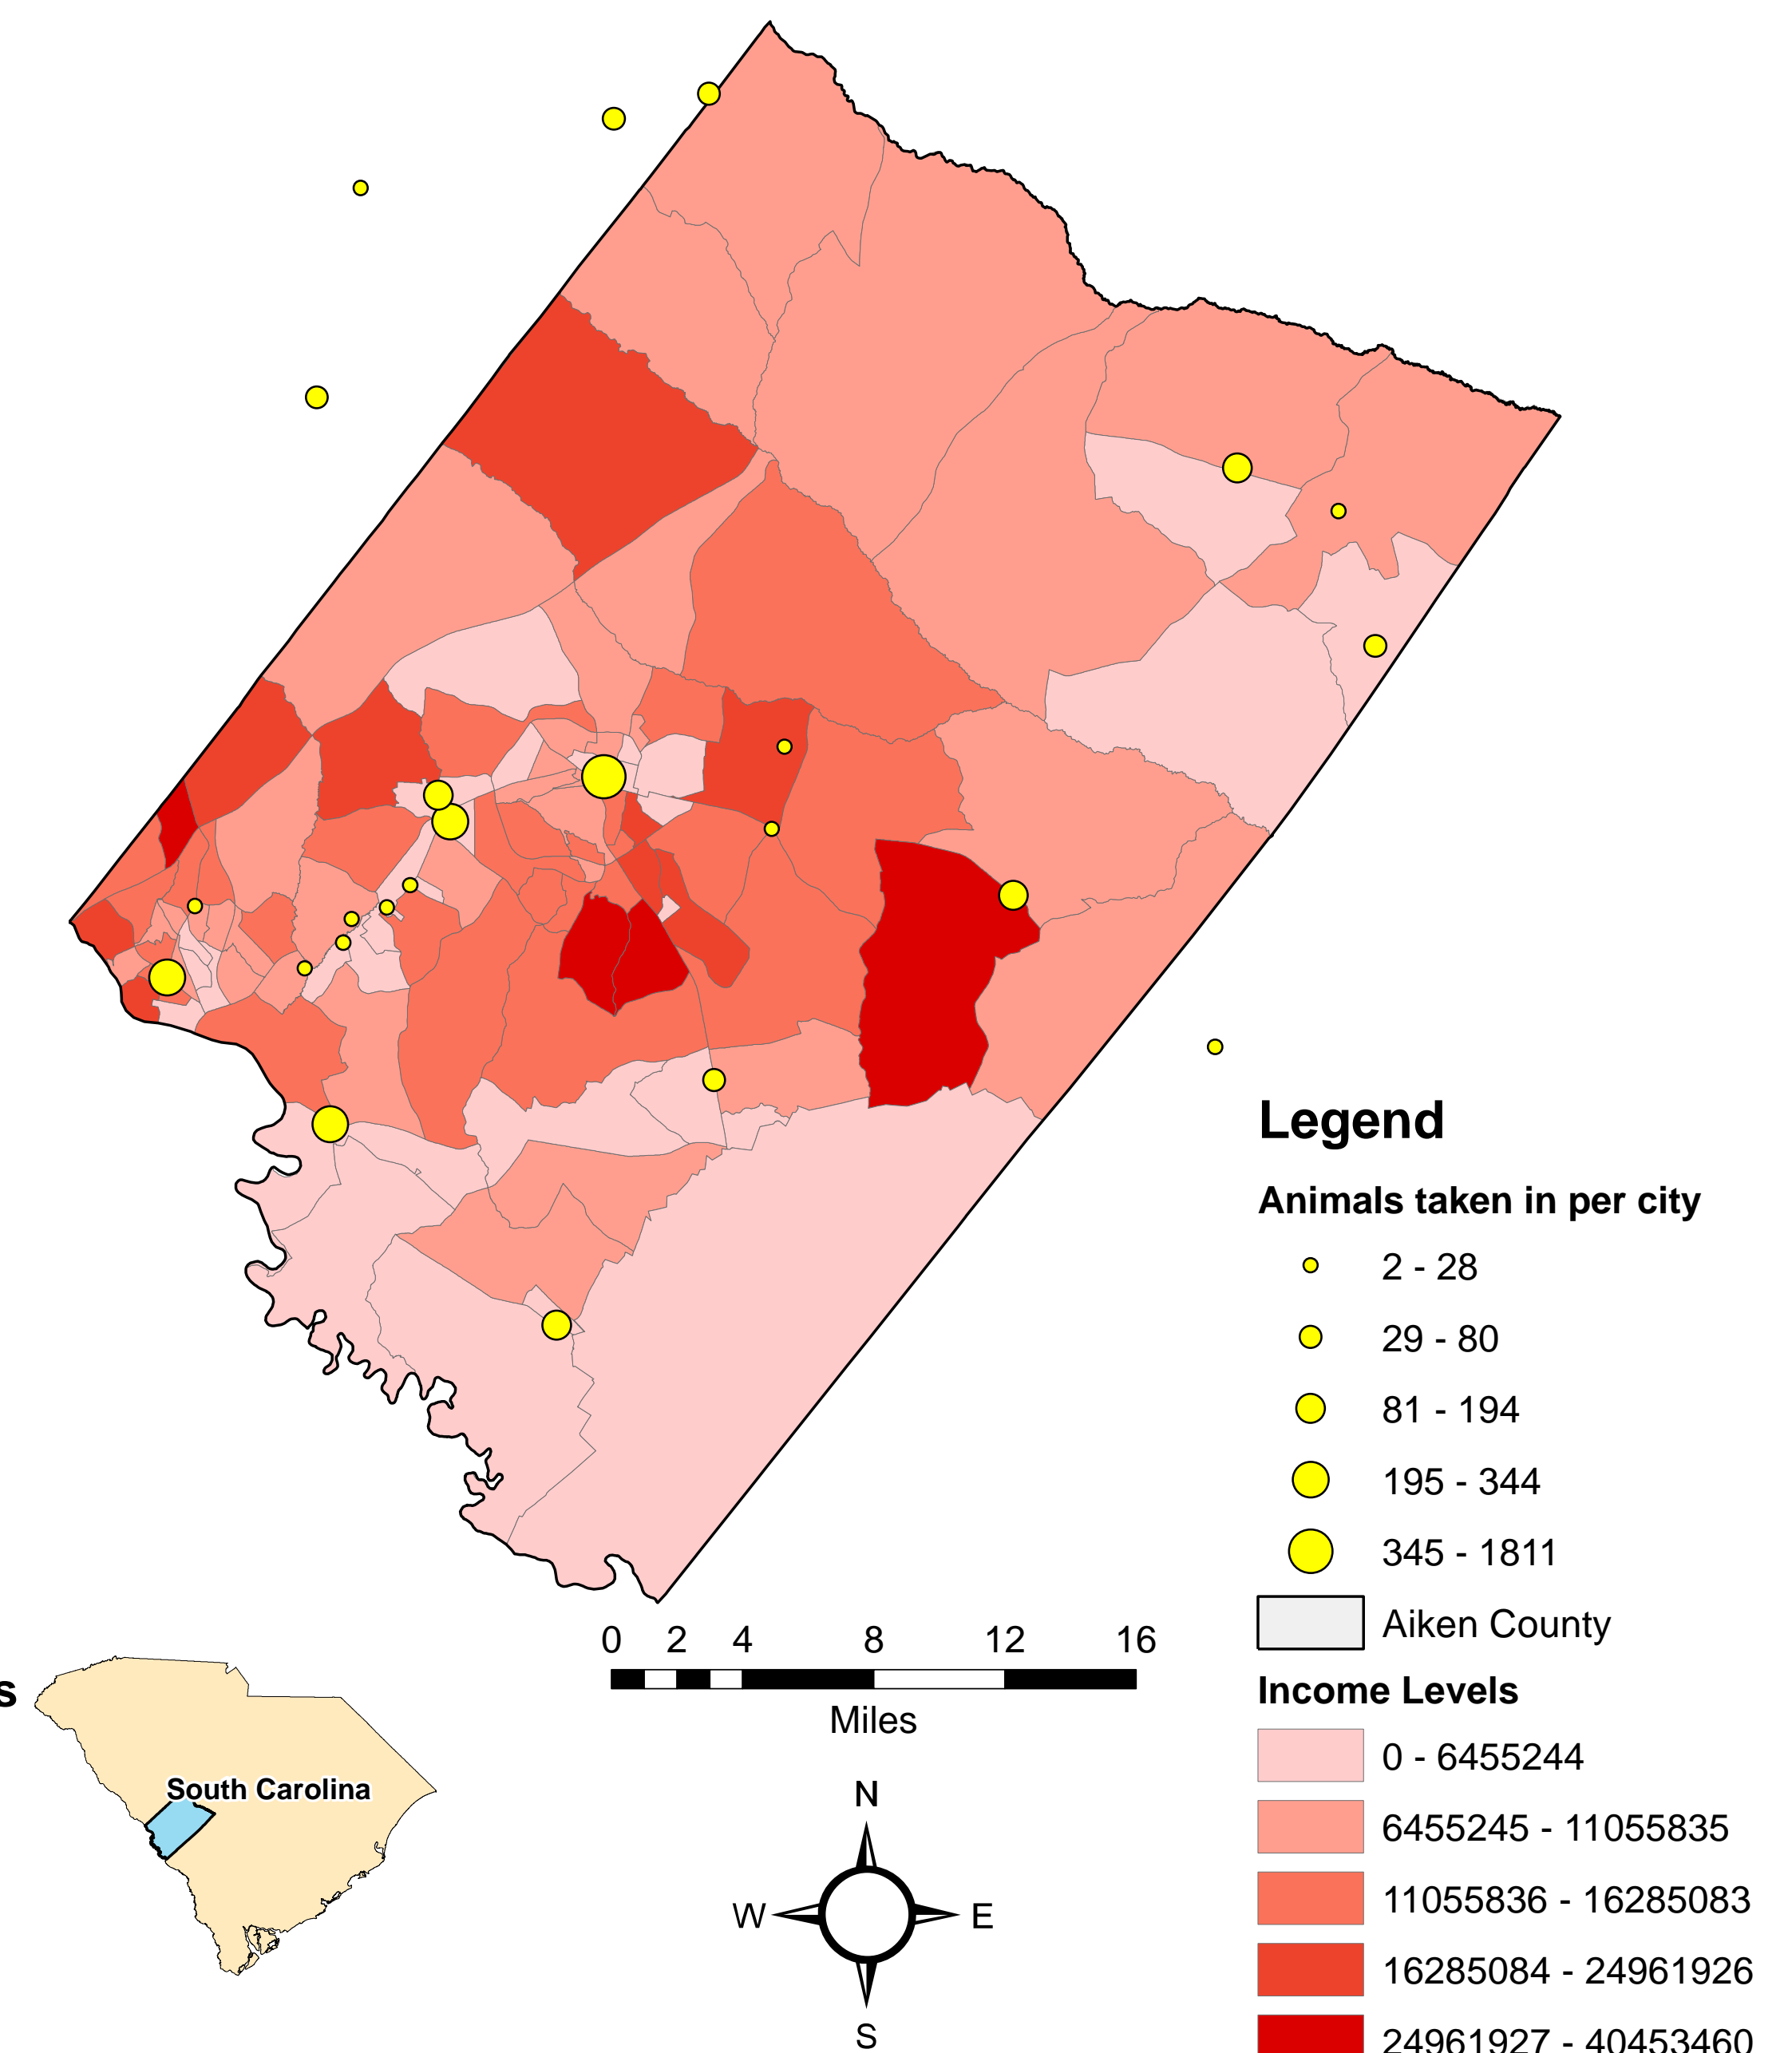 Legend
Animals taken in per city
2 - 28
29 - 80
81 - 194
195 - 344
345 - 1811
Aiken County
Income Levels
0 - 6455244
6455245 - 11055835
11055836 - 16285083
16285084 - 24961926
24961927 - 40453460
0 2 4 8 12 16
Miles
N
W E
S
s
South Carolina